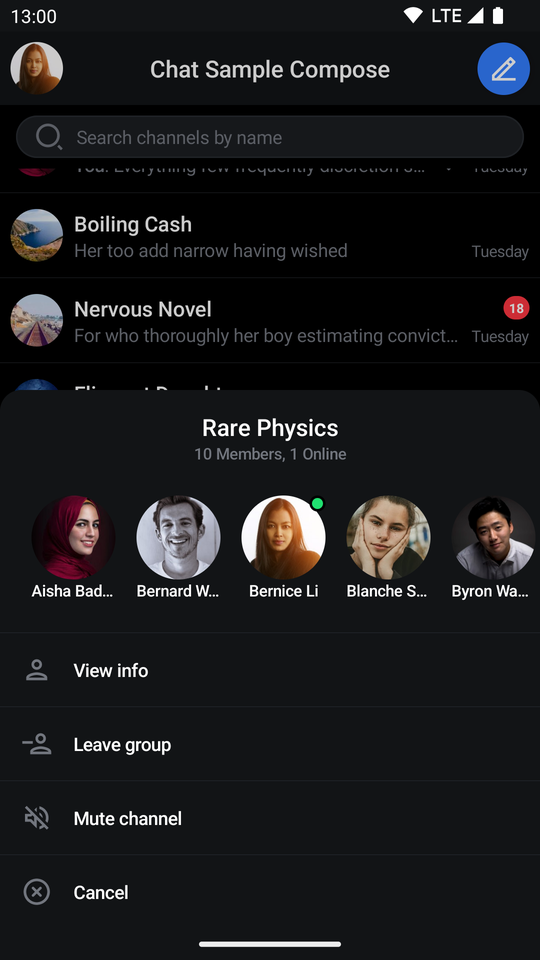 13:00
LTE
Chat Sample Compose
Search channels by name
You: Everything few frequently discretion s... Tuesday
Boiling Cash
Her too add narrow having wished Tuesday
Nervous Novel 18
For who thoroughly her boy estimating convict... Tuesday
Rare Physics
10 Members, 1 Online
Aisha Bad... Bernard W... Bernice Li Blanche S... Byron Wa...
View info
Leave group
Mute channel
Cancel